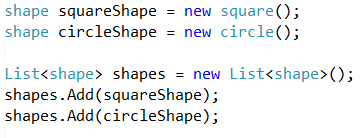 shape squareShape = new square();
shape circleShape = new circle();
List<shape> shapes = new List<shape>();
shapes.Add(squareShape);
shapes.Add(circleShape);